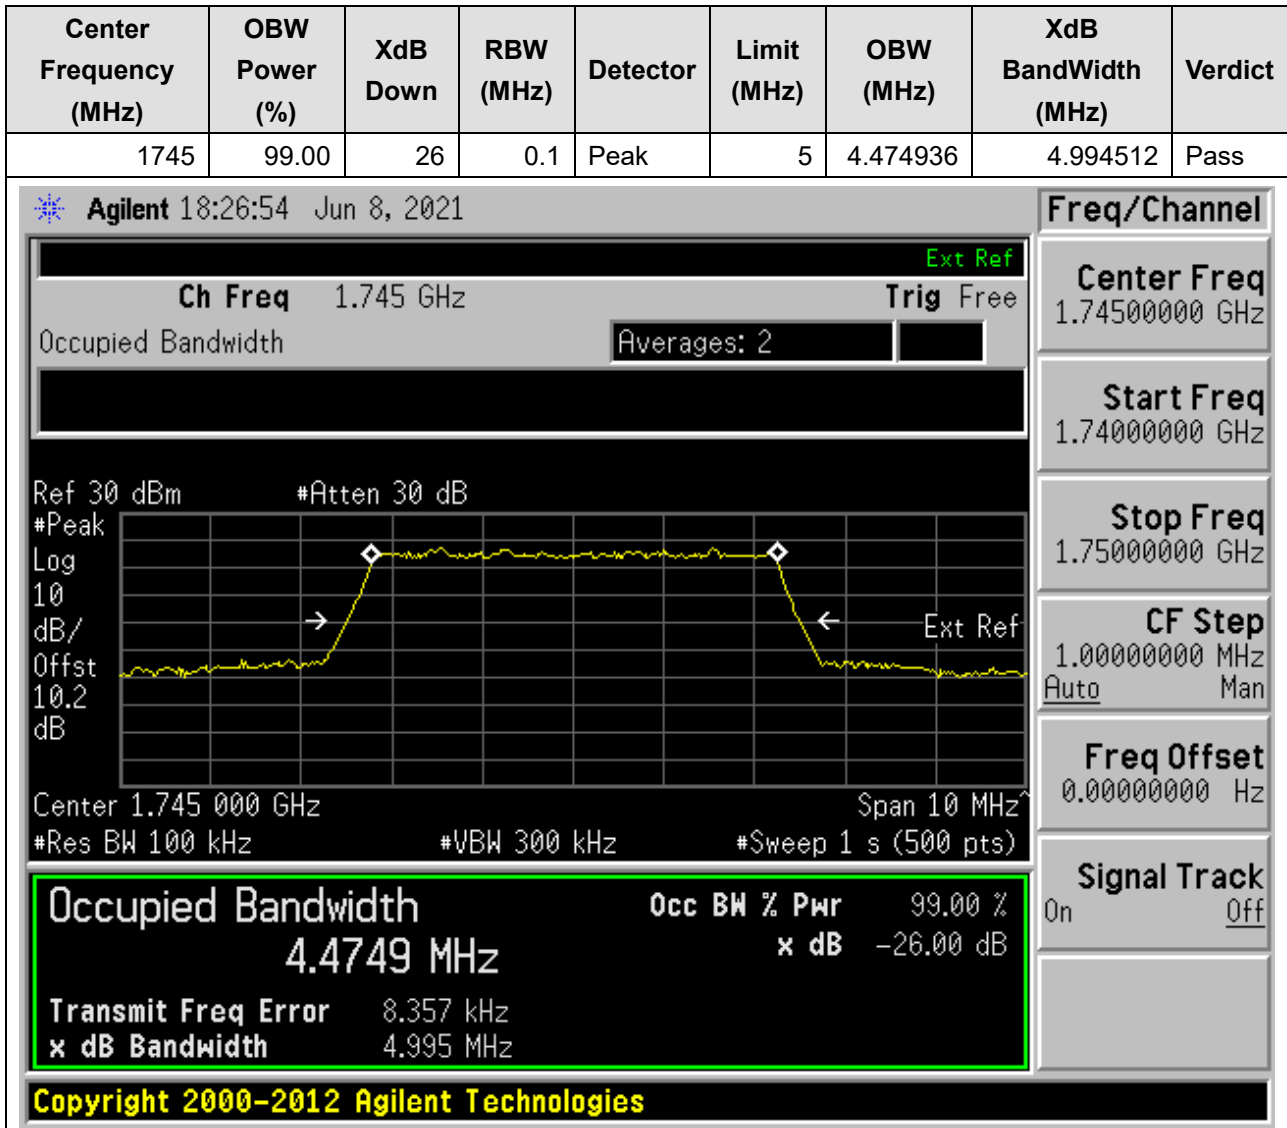 Center Frequency (MHz) OBW Power (%) XdB Down RBW (MHz) Detector Limit (MHz) OBW (MHz) XdB BandWidth (MHz) Verdict
1745 99.00 26 0.1 Peak 5 4.474936 4.994512 Pass
Agilent 18:26:54 Jun 8, 2021
Freq/Channel
Ext Ref
Ch Freq 1.745 GHz Trig Free
Occupied Bandwidth Averages: 2
Ref 30 dBm #Atten 30 dB
#Peak
Log
10
dB/
Offst
10.2
dB
Ext Ref
Center 1.745 000 GHz Span 10 MHz^
#Res BW 100 kHz #VBW 300 kHz #Sweep 1 s (500 pts)
Occupied Bandwidth
4.4749 MHz
Occ BW % Pwr 99.00 %
x dB -26.00 dB
Transmit Freq Error 8.357 kHz
x dB Bandwidth 4.995 MHz
Center Freq
1.74500000 GHz
Start Freq
1.74000000 GHz
Stop Freq
1.75000000 GHz
CF Step
1.00000000 MHz
Auto Man
Freq Offset
0.00000000 Hz
Signal Track
On Off
Copyright 2000-2012 Agilent Technologies